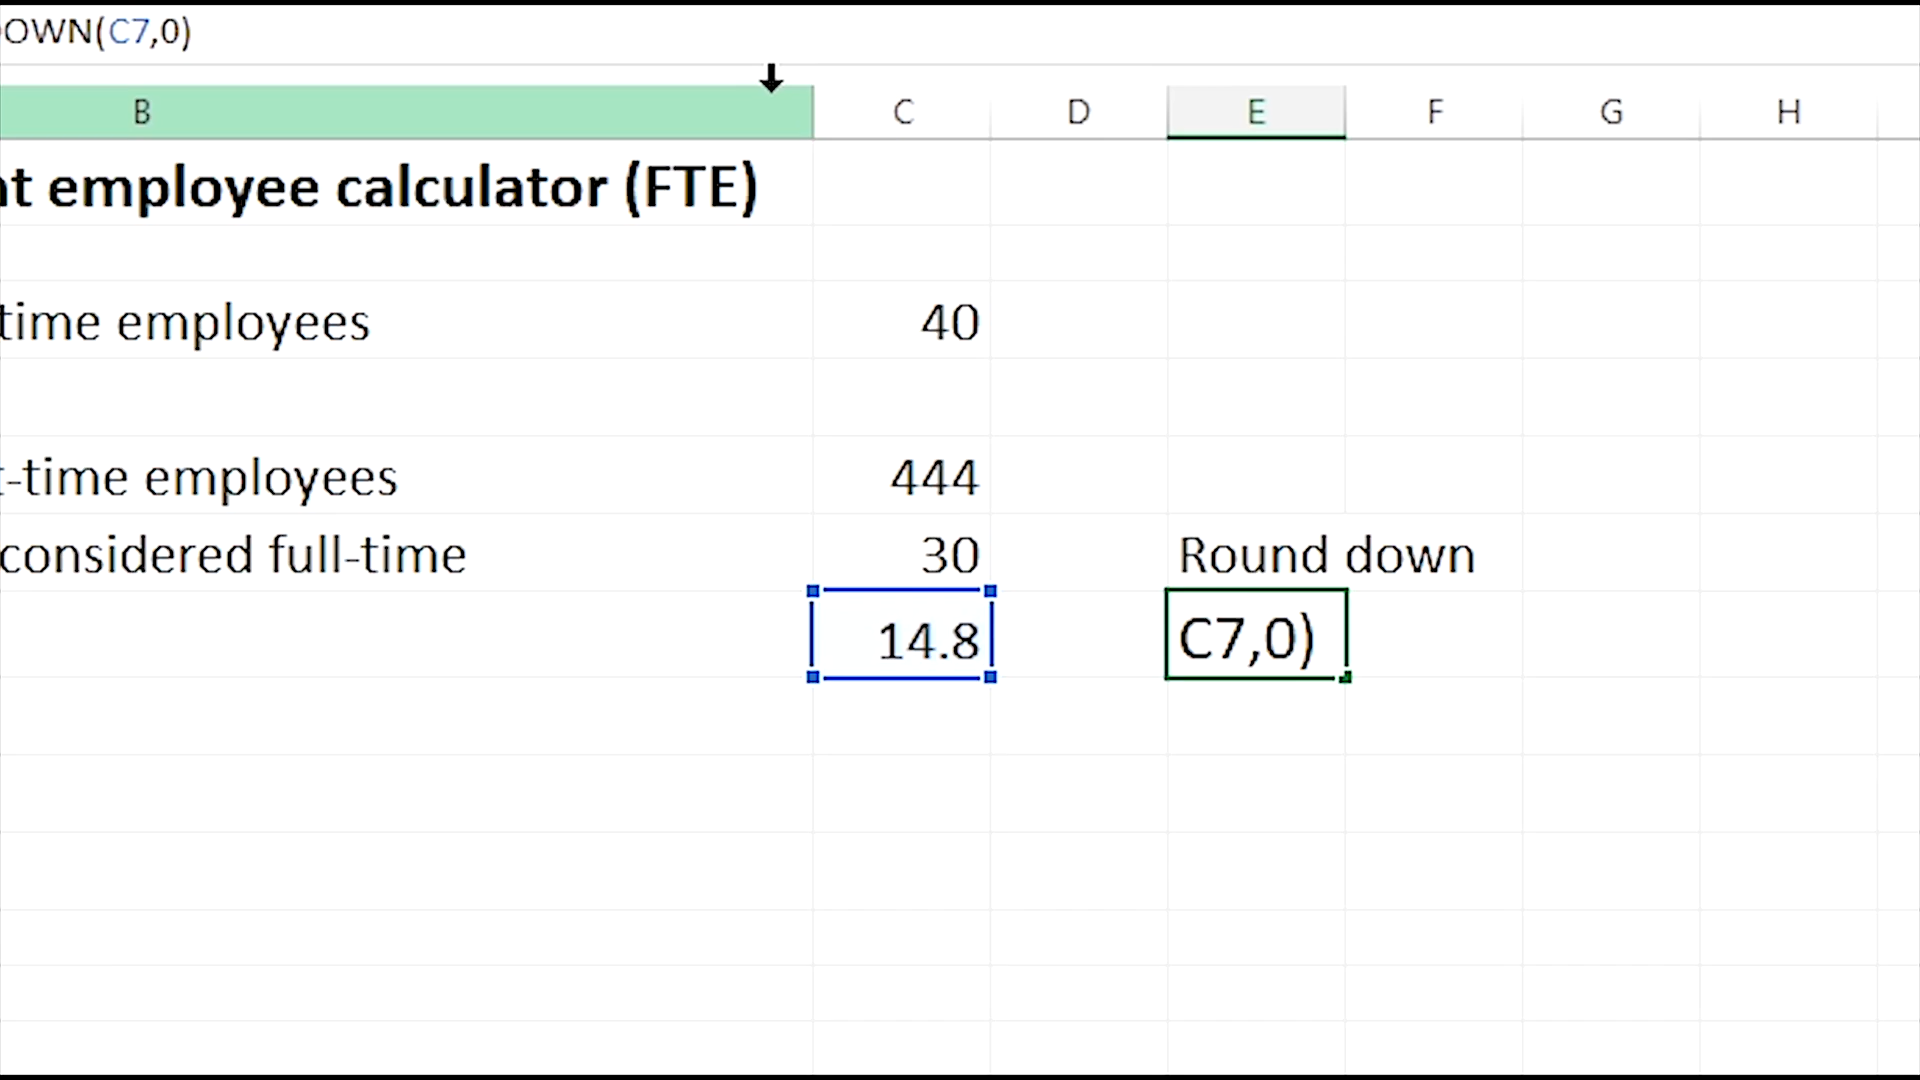 OWN(C7,0)
B C D E F G H
employee calculator (FTE)
40
time employees
444
-time employees
considered full-time 30 Round down
14.8 C7,0)